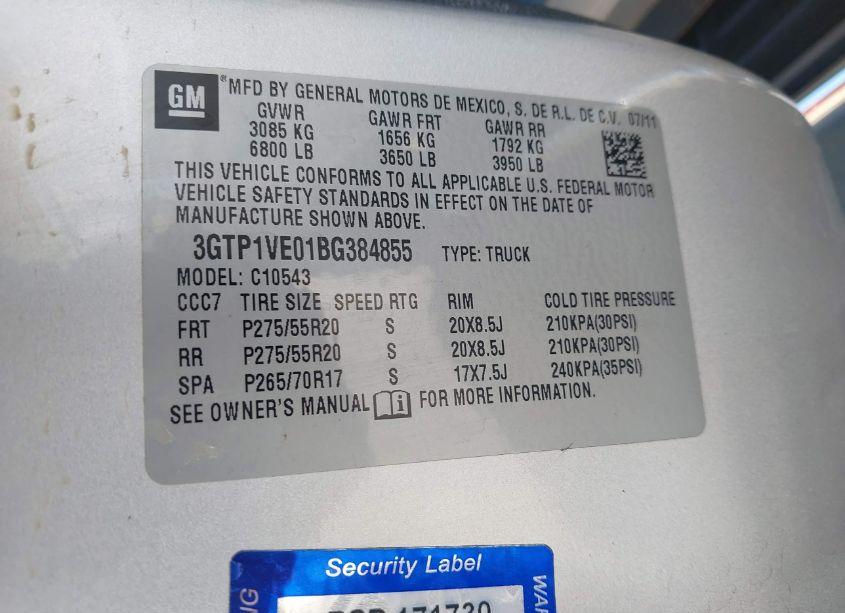 GM
®MFD BY GENERAL MOTORS DE MEXICO, S. DE R.L. DE C.V. 07/11
GVWR GAWR FRT GAWR RR
3085 KG 1656 KG 1792 KG
6800 LB 3650 LB 3950 LB
THIS VEHICLE CONFORMS TO ALL APPLICABLE U.S. FEDERAL MOTOR
VEHICLE SAFETY STANDARDS IN EFFECT ON THE DATE OF
MANUFACTURE SHOWN ABOVE.
3GTP1VE01BG384855 TYPE: TRUCK
MODEL: C10543
CCC7 TIRE SIZE SPEED RTG RIM COLD TIRE PRESSURE
FRT P275/55R20 S 20X8.5J 210KPA(30PSI)
RR P275/55R20 S 20X8.5J 210KPA(30PSI)
SPA P265/70R17 S 17X7.5J 240KPA(35PSI)
SEE OWNER'S MANUAL FOR MORE INFORMATION.
Security Label